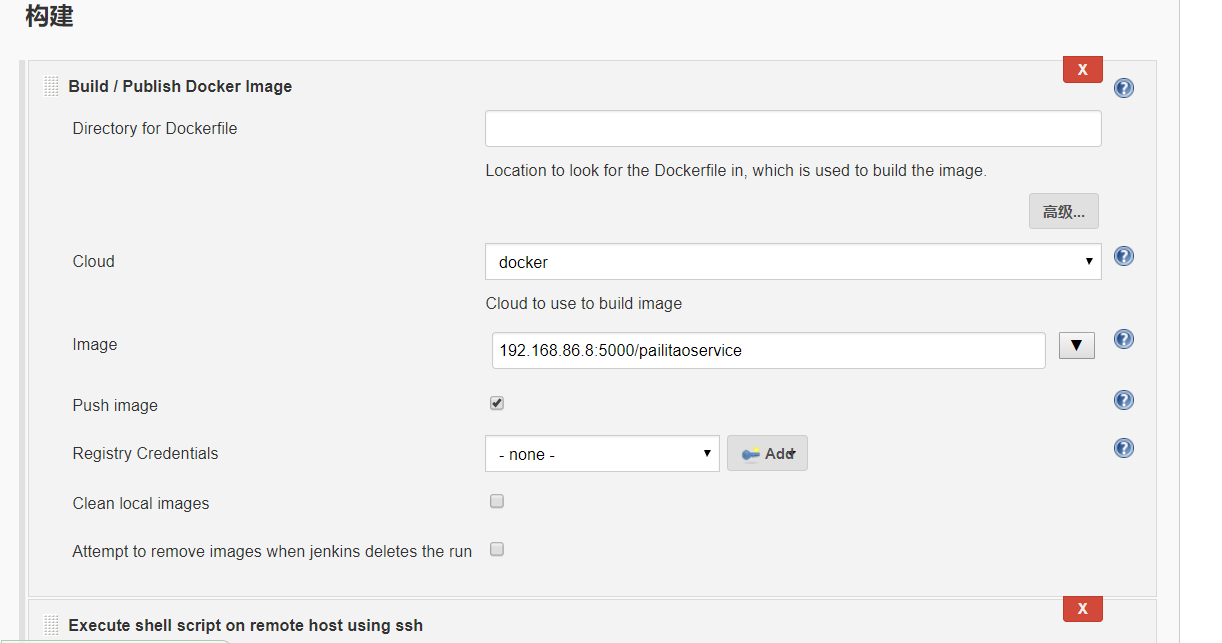 构建
Build / Publish Docker Image
X
Directory for Dockerfile
Location to look for the Dockerfile in, which is used to build the image.
高级...
Cloud
docker
Cloud to use to build image
Image
192.168.86.8:5000/pailitaoservice
Push image
Registry Credentials
- none -
Add
Clean local images
Attempt to remove images when jenkins deletes the run
X
Execute shell script on remote host using ssh